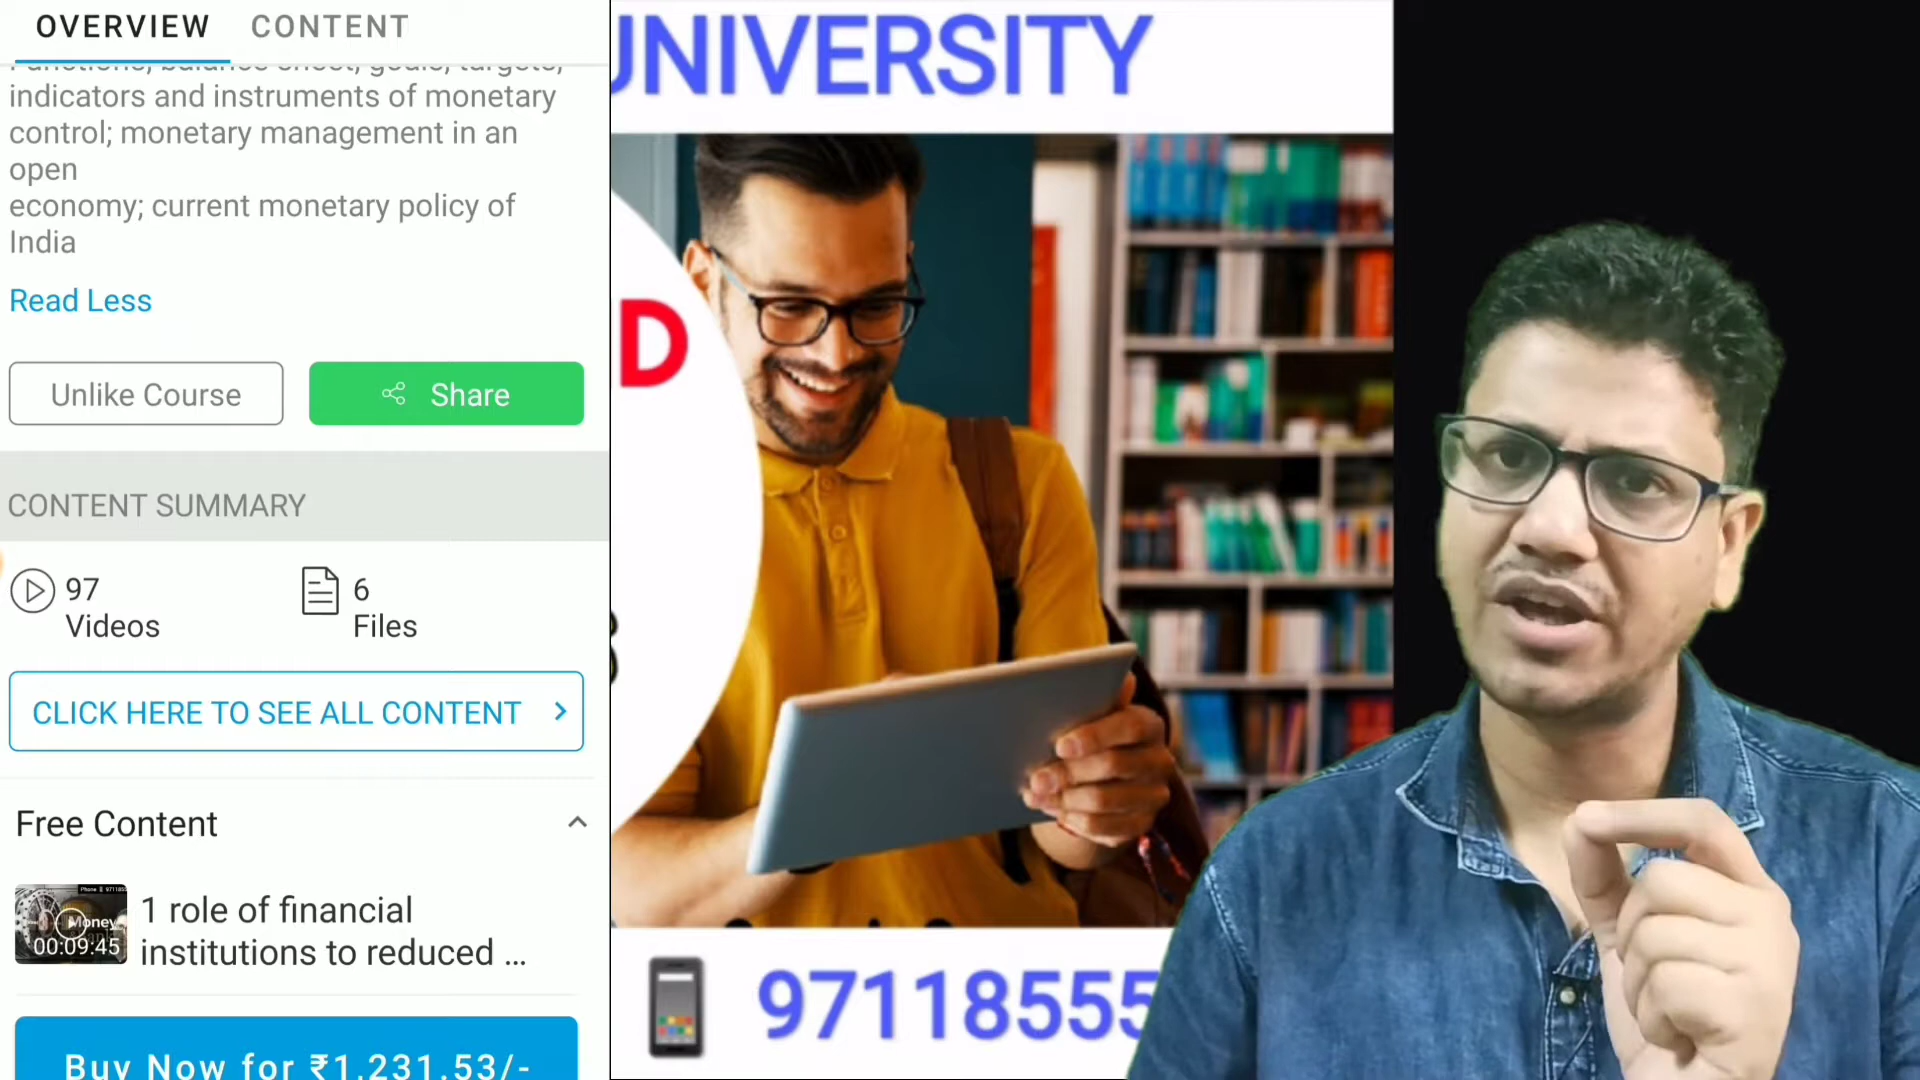 OVERVIEW
CONTENT
indicators and instruments of monetary
control; monetary management in an
open
economy; current monetary policy of
India
Read Less
Unlike Course
Share
CONTENT SUMMARY
97
Videos
6
Files
CLICK HERE TO SEE ALL CONTENT
Free Content
Money
00:09:45
1 role of financial
institutions to reduced ...
Buy Now for ₹1,231.53/-
UNIVERSITY
D
97118555